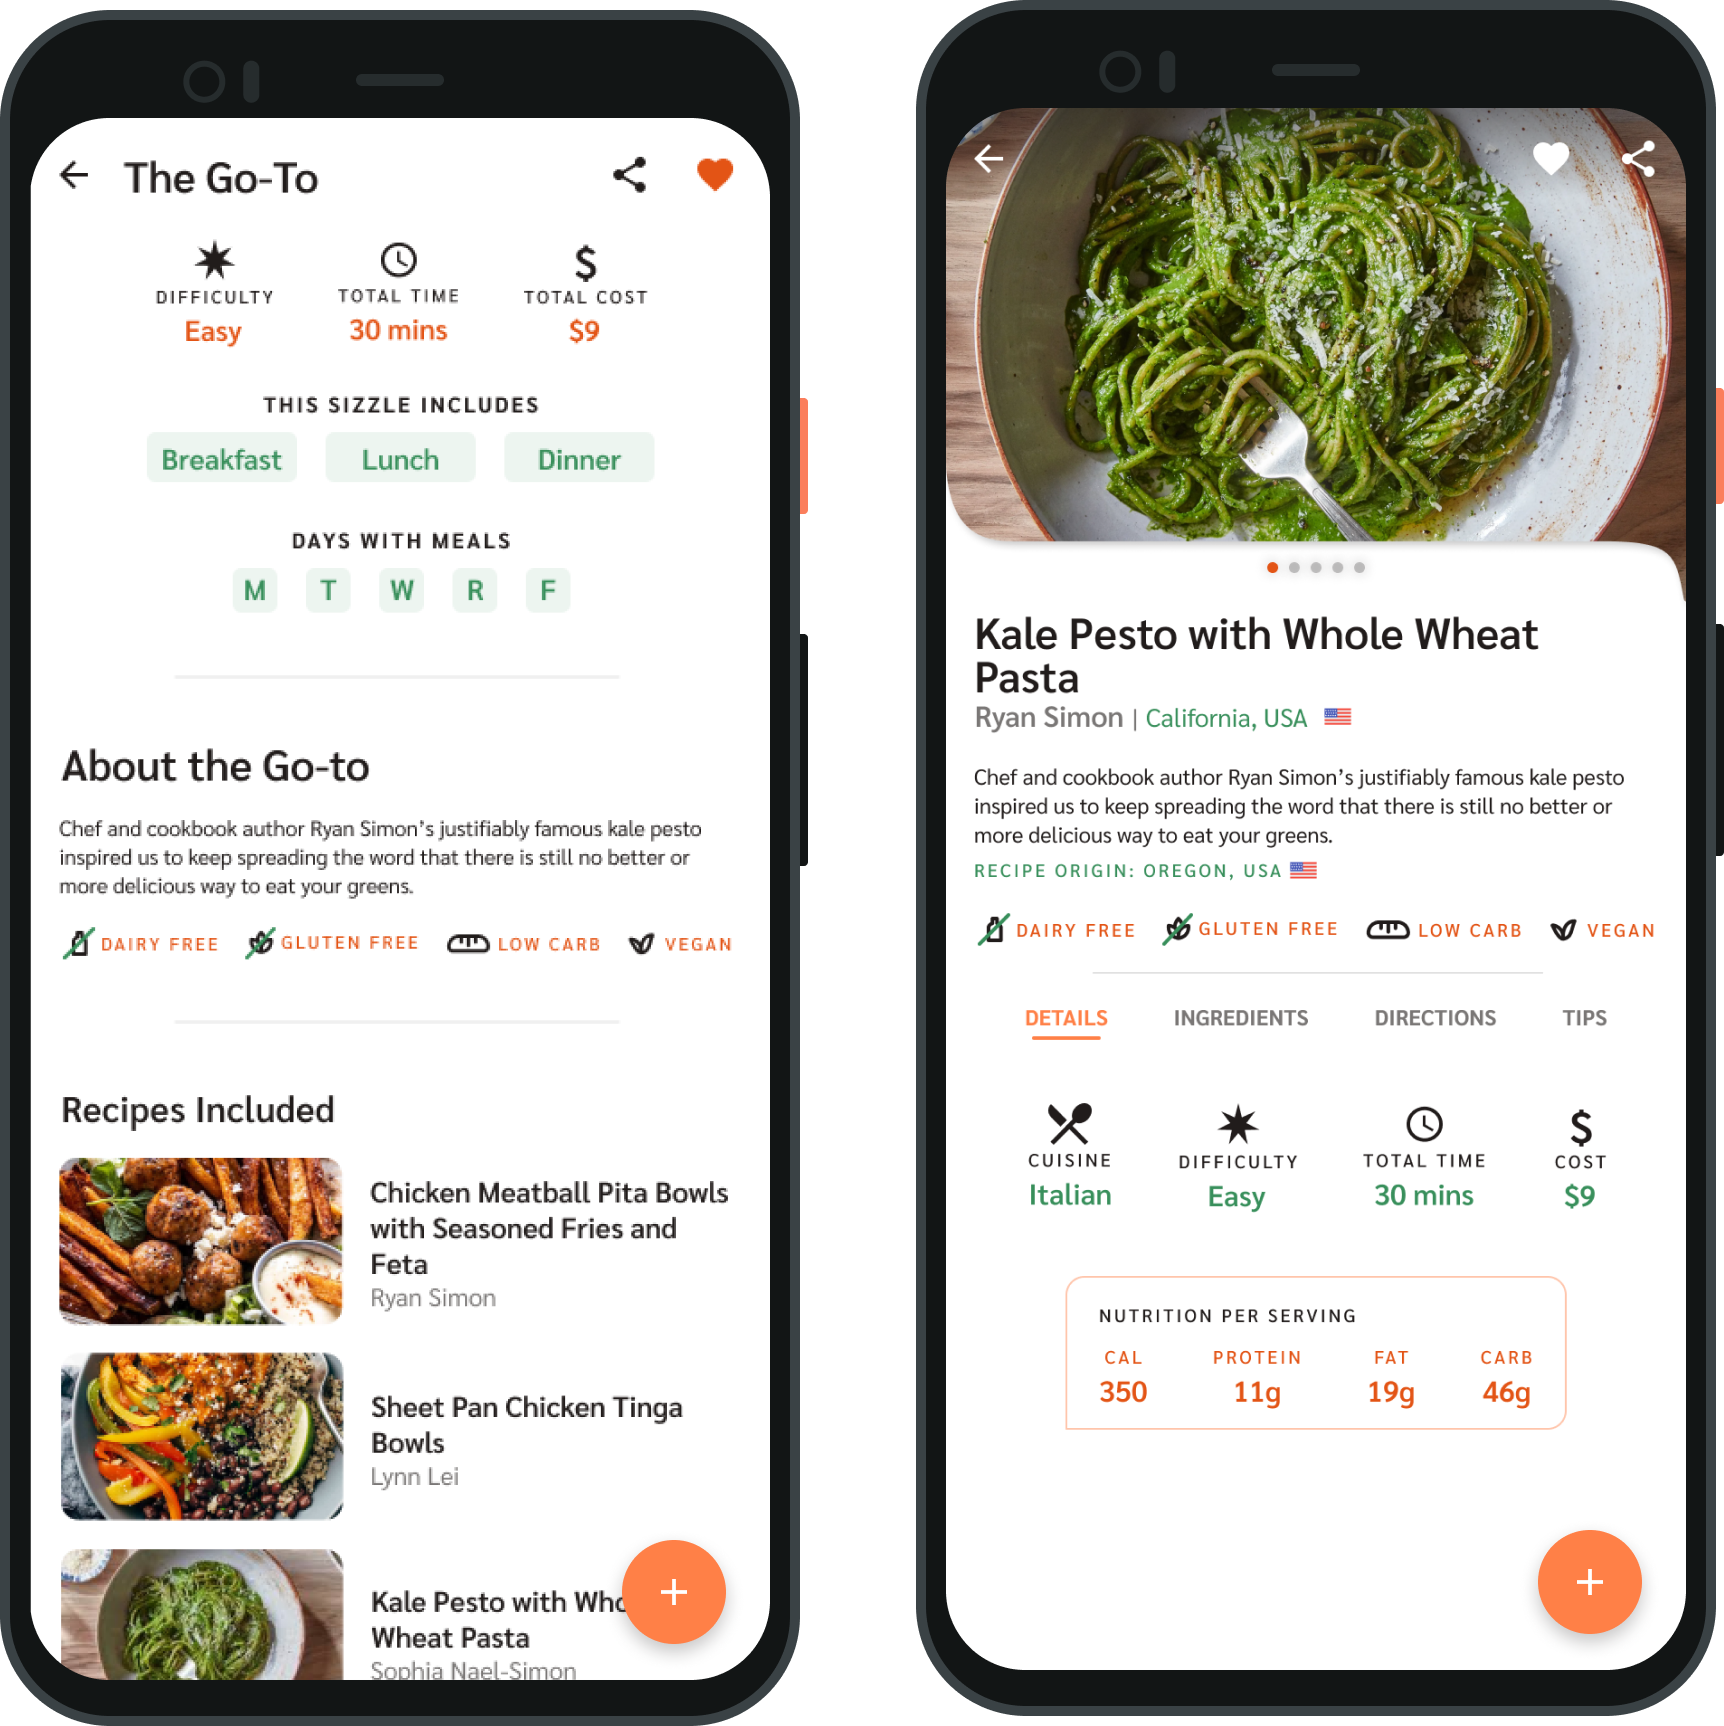 The Go-To
DIFFICULTY TOTAL TIME TOTAL COST
Easy 30 mins $9
THIS SIZZLE INCLUDES
Breakfast Lunch Dinner
DAYS WITH MEALS
M T W R F
About the Go-to
Chef and cookbook author Ryan Simon's justifiably famous kale pesto
inspired us to keep spreading the word that there is still no better or
more delicious way to eat your greens.
DAIRY FREE GLUTEN FREE LOW CARB VEGAN
Recipes Included
Chicken Meatball Pita Bowls
with Seasoned Fries and
Feta
Ryan Simon
Sheet Pan Chicken Tinga
Bowls
Lynn Lei
Kale Pesto with
Wheat Pasta
Sophia Nael-Simon
Kale Pesto with Whole Wheat
Pasta
Ryan Simon | California, USA
Chef and cookbook author Ryan Simon's justifiably famous kale pesto
inspired us to keep spreading the word that there is still no better or
more delicious way to eat your greens.
RECIPE ORIGIN: OREGON, USA
DAIRY FREE GLUTEN FREE LOW CARB VEGAN
DETAILS INGREDIENTS DIRECTIONS TIPS
CUISINE DIFFICULTY TOTAL TIME COST
Italian Easy 30 mins $9
NUTRITION PER SERVING
CAL PROTEIN FAT CARB
350 11g 19g 46g